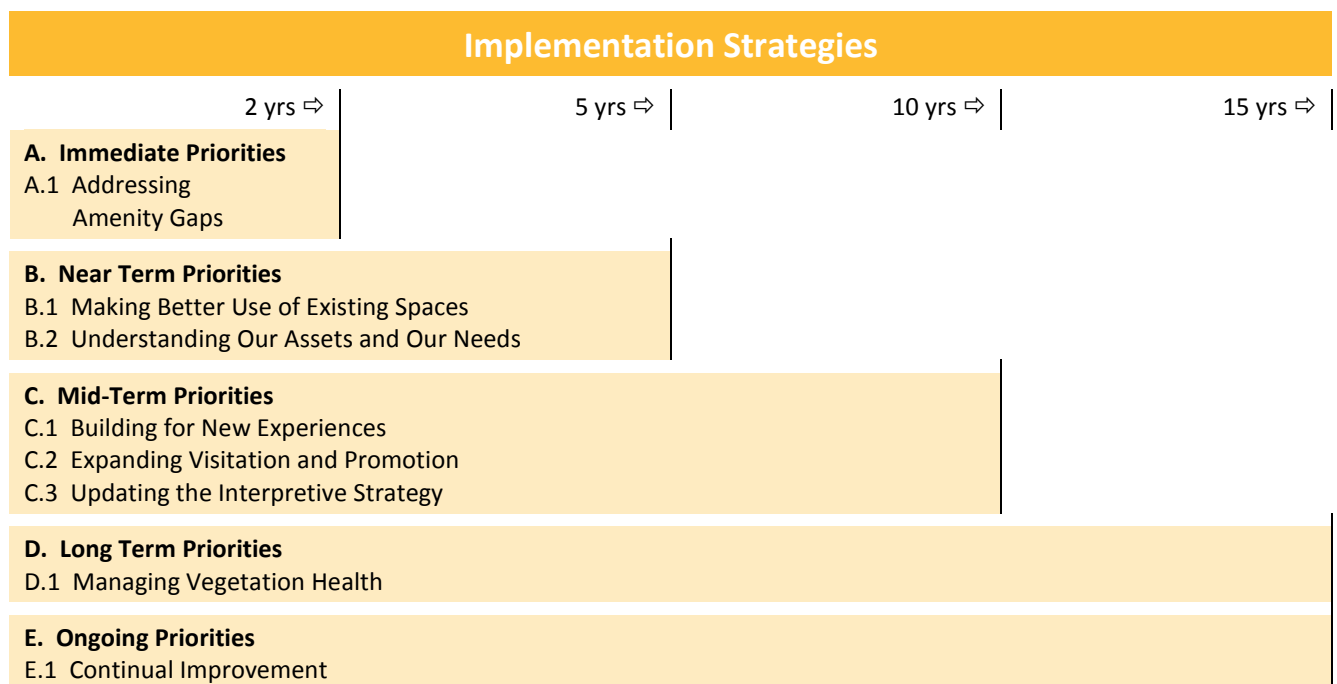 Implementation Strategies
2 yrs ⇨ 5 yrs ⇨ 10 yrs ⇨ 15 yrs ⇨
A. Immediate Priorities
A.1 Addressing
Amenity Gaps
B. Near Term Priorities
B.1 Making Better Use of Existing Spaces
B.2 Understanding Our Assets and Our Needs
C. Mid-Term Priorities
C.1 Building for New Experiences
C.2 Expanding Visitation and Promotion
C.3 Updating the Interpretive Strategy
D. Long Term Priorities
D.1 Managing Vegetation Health
E. Ongoing Priorities
E.1 Continual Improvement